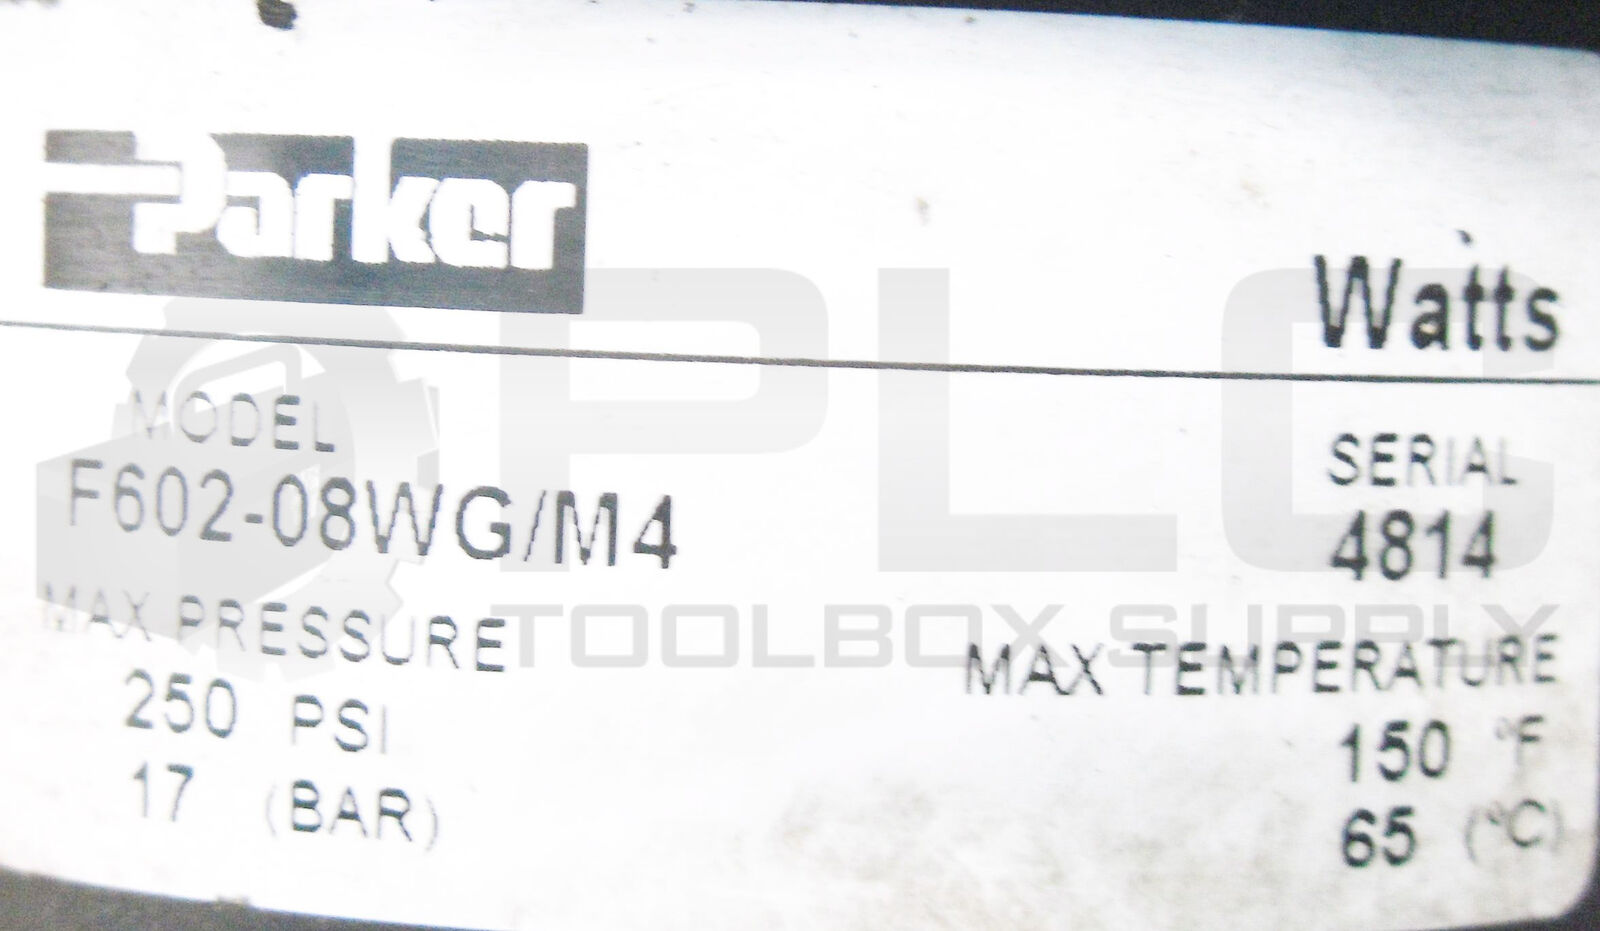 Parker
Watts
MODEL
F602-08WG/M4
SERIAL
4814
MAX PRESSURE
250 PSI
17 (BAR)
MAX TEMPERATURE
150 °F
65 (°C)
PLC
TOOLBOX SUPPLY